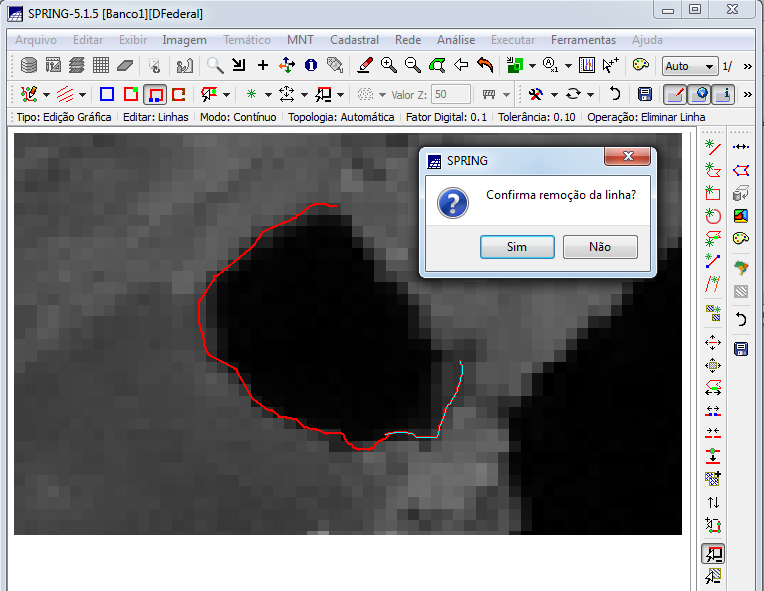 SPRING-5.1.5 [Banco1][DFederal]
Arquivo Editar Exibir Imagem Temático MNT Cadastral Rede Análise Executar Ferramentas Ajuda
Auto 1/ »
Valor Z: 50 »
Tipo: Edição Gráfica Editar: Linhas Modo: Contínuo Topologia: Automática Fator Digital: 0.1 Tolerância: 0.10 Operação: Eliminar Linha
SPRING
Confirma remoção da linha?
Sim Não